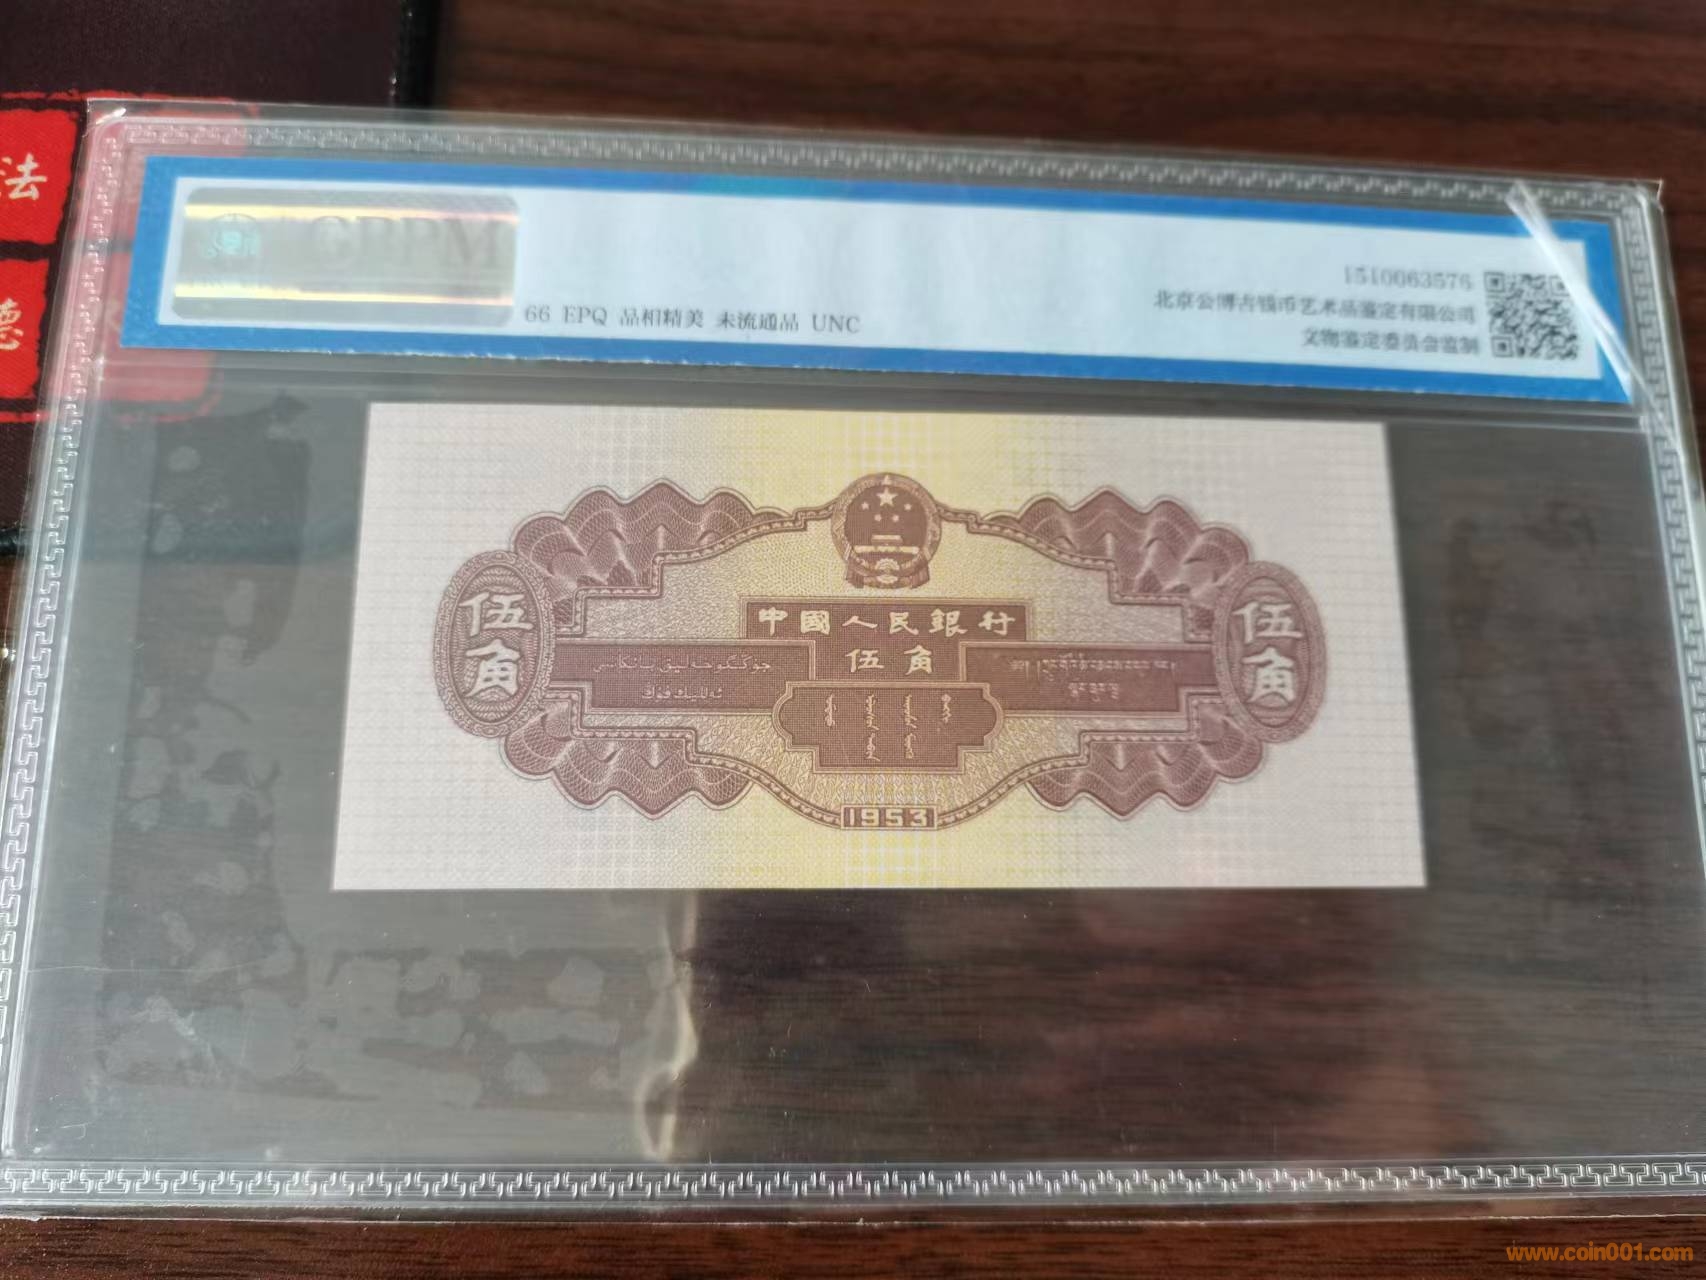 法
德
GPPM
66 EPQ 品相精美 未流通品 UNC
1510063576
北京公博古钱币艺术品鉴定有限公司
文物鉴定委员会监制
中國人民銀行
伍角
伍角
伍角
1953
www.coin001.com